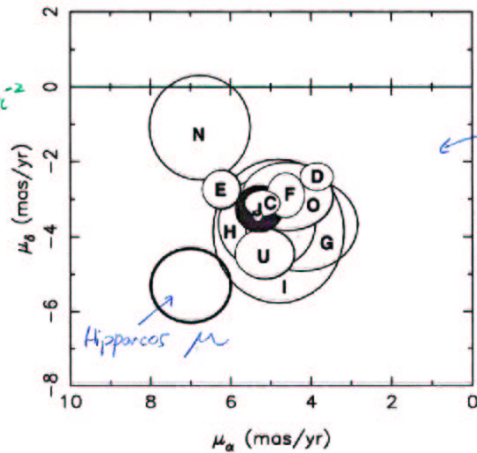 2
0
-2
-4
-6
-8
μδ (mas/yr)
N
E
D
F
J
C
O
H
G
U
I
Hipparcos μ
10
8
6
4
2
0
μα (mas/yr)